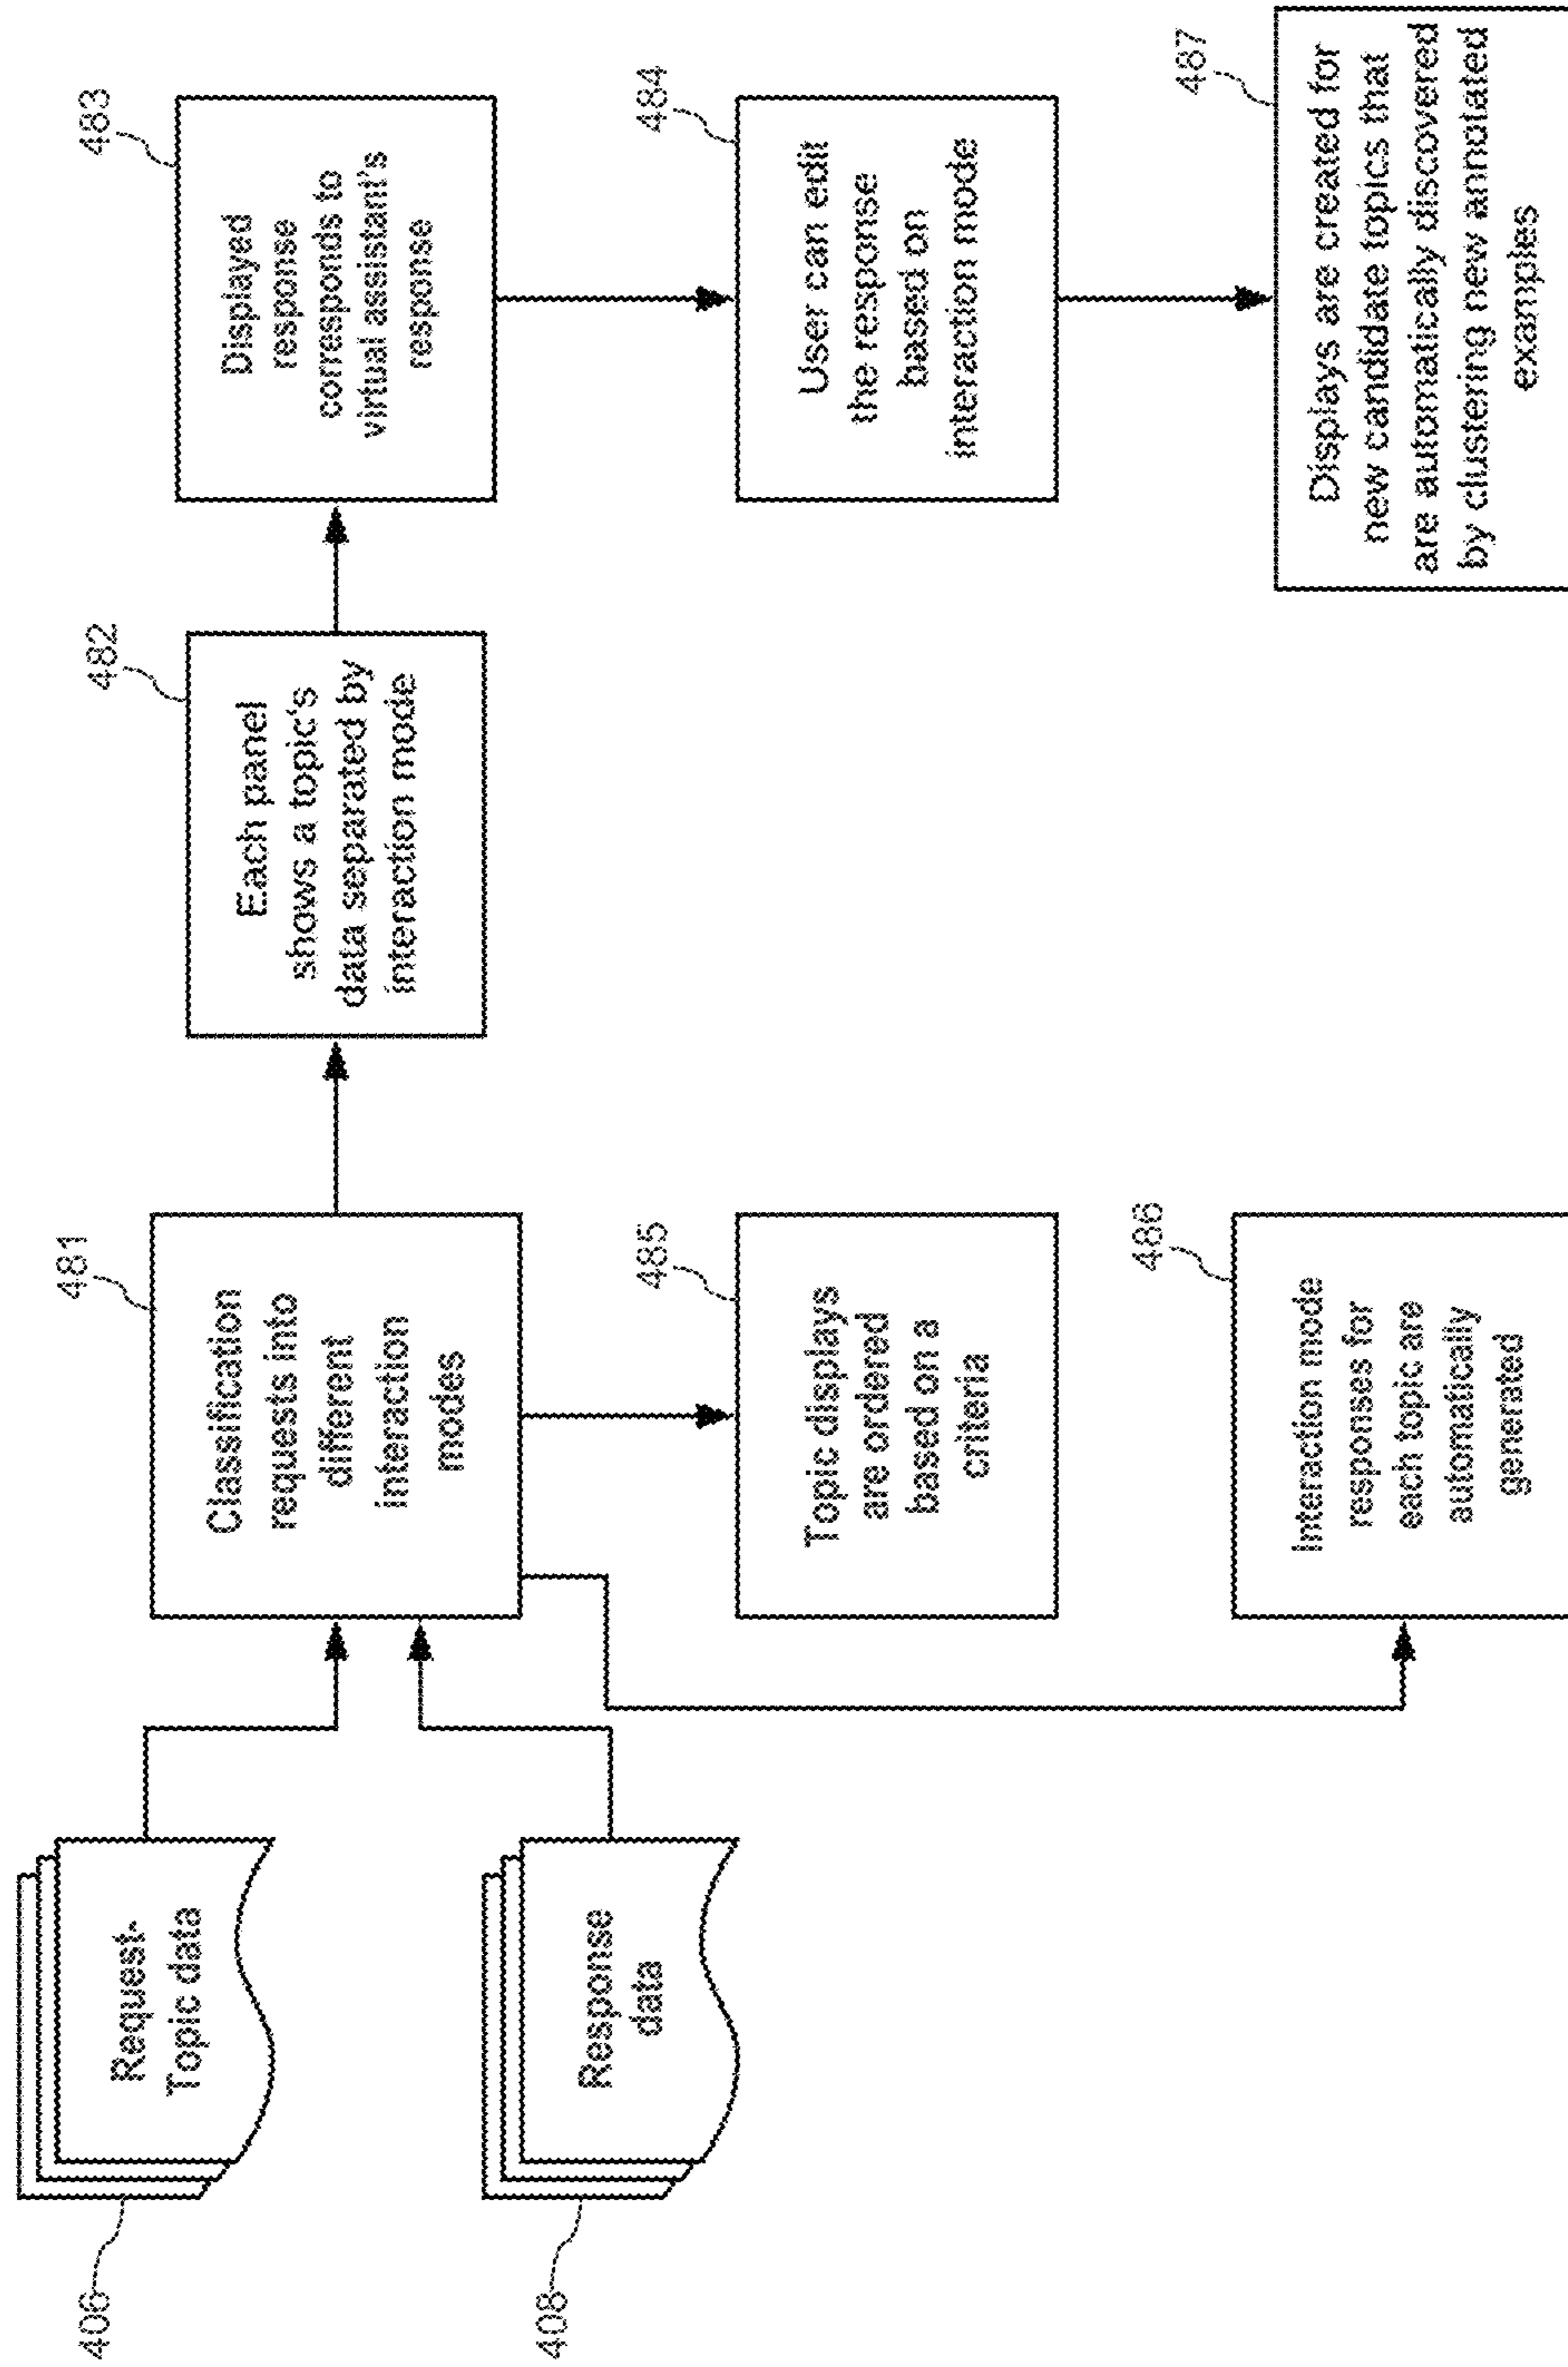 406
Request-
Topic data
408
Response
data
481
Classification
requests into
different
interaction
modes
482
Each panel
shows a topic's
data separated by
interaction mode
483
Displayed
response
corresponds to
virtual assistant's
response
485
Topic displays
are ordered
based on a
criteria
484
User can edit
the response
based on
interaction mode
486
Interaction mode
responses for
each topic are
automatically
generated
487
Displays are created for
new candidate topics that
are automatically discovered
by clustering new annotated
examples